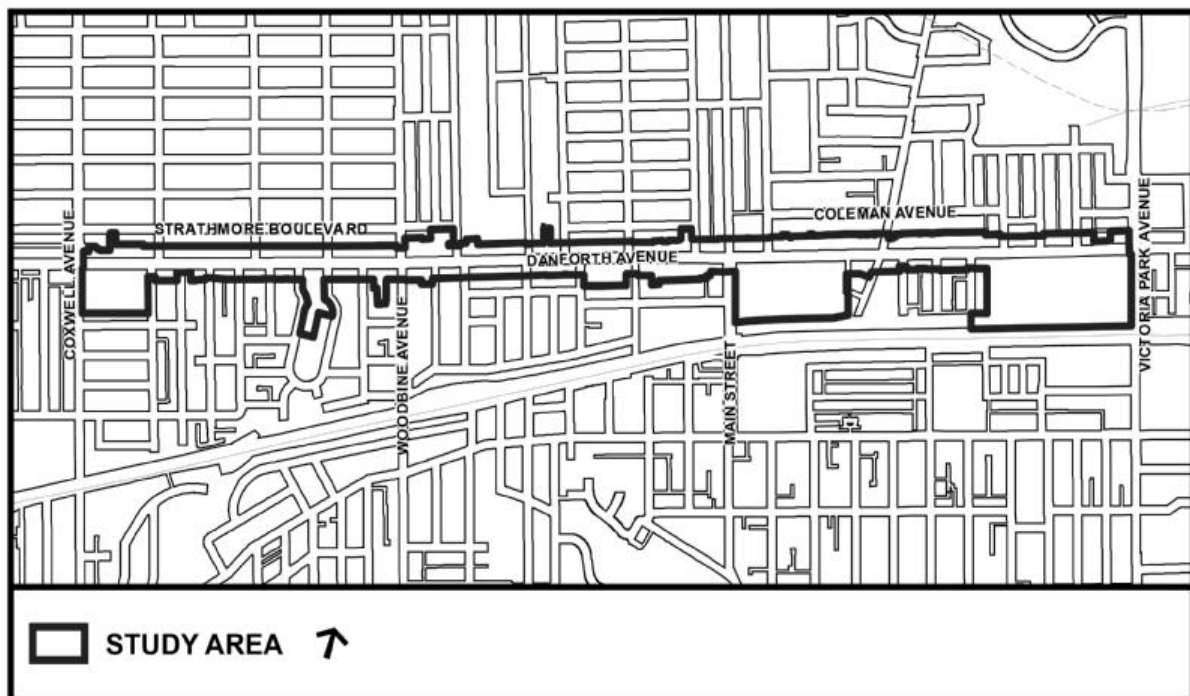 COLEMAN AVENUE
STRATHMORE BOULEVARD
DANFORTH AVENUE
COXWELL AVENUE
WOODBINE AVENUE
MAIN STREET
VICTORIA PARK AVENUE
STUDY AREA